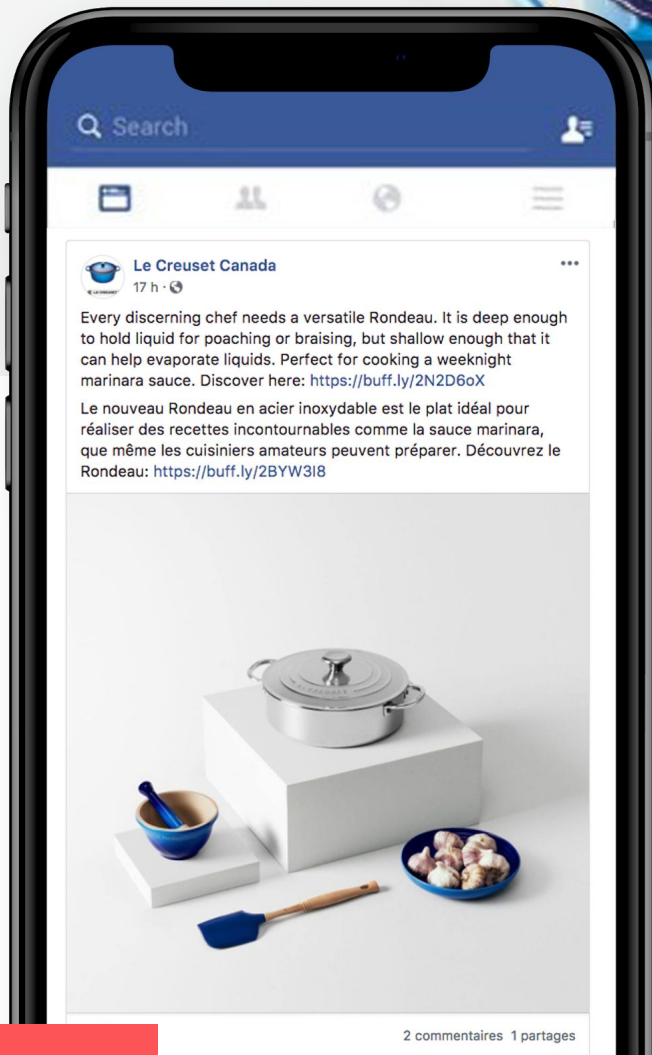 Search
Le Creuset Canada
17 h ·
Every discerning chef needs a versatile Rondeau. It is deep enough
to hold liquid for poaching or braising, but shallow enough that it
can help evaporate liquids. Perfect for cooking a weeknight
marinara sauce. Discover here: https://buff.ly/2N2D6oX
Le nouveau Rondeau en acier inoxydable est le plat idéal pour
réaliser des recettes incontournables comme la sauce marinara,
que même les cuisiniers amateurs peuvent préparer. Découvrez le
Rondeau: https://buff.ly/2BYW3I8
2 commentaires 1 partages